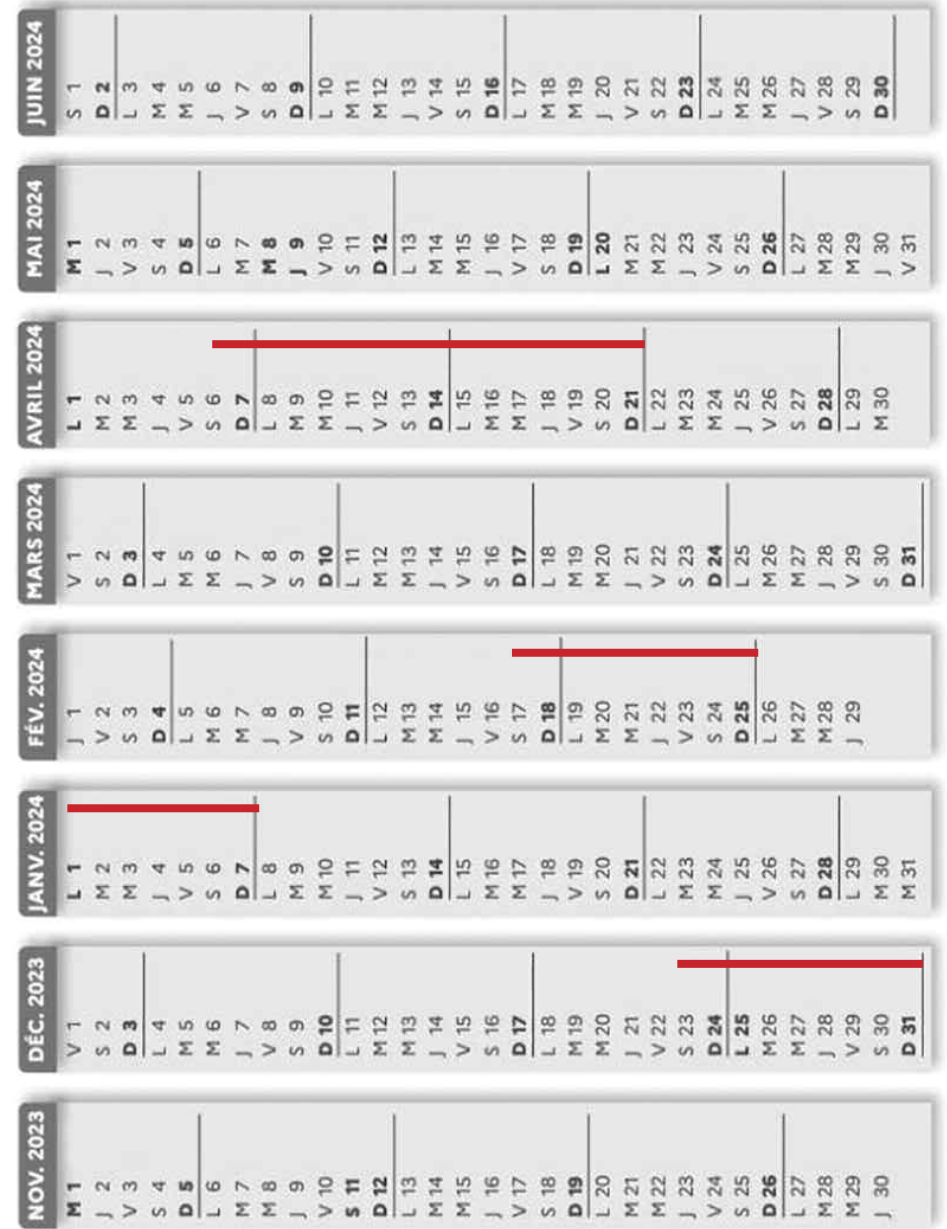 NOV. 2023
M 1
J 2
V 3
S 4
D 5
L 6
M 7
M 8
J 9
V 10
S 11
D 12
L 13
M 14
M 15
J 16
V 17
S 18
D 19
L 20
M 21
M 22
J 23
V 24
S 25
D 26
L 27
M 28
M 29
J 30
DÉC. 2023
V 1
S 2
D 3
L 4
M 5
M 6
J 7
V 8
S 9
D 10
L 11
M 12
M 13
J 14
V 15
S 16
D 17
L 18
M 19
M 20
J 21
V 22
S 23
D 24
L 25
M 26
M 27
J 28
V 29
S 30
D 31
JANV. 2024
L 1
M 2
M 3
J 4
V 5
S 6
D 7
L 8
M 9
M 10
J 11
V 12
S 13
D 14
L 15
M 16
M 17
J 18
V 19
S 20
D 21
L 22
M 23
M 24
J 25
V 26
S 27
D 28
L 29
M 30
M 31
FÉV. 2024
J 1
V 2
S 3
D 4
L 5
M 6
M 7
J 8
V 9
S 10
D 11
L 12
M 13
M 14
J 15
V 16
S 17
D 18
L 19
M 20
M 21
J 22
V 23
S 24
D 25
L 26
M 27
M 28
J 29
MARS 2024
V 1
S 2
D 3
L 4
M 5
M 6
J 7
V 8
S 9
D 10
L 11
M 12
M 13
J 14
V 15
S 16
D 17
L 18
M 19
M 20
J 21
V 22
S 23
D 24
L 25
M 26
M 27
J 28
V 29
S 30
D 31
AVRIL 2024
L 1
M 2
M 3
J 4
V 5
S 6
D 7
L 8
M 9
M 10
J 11
V 12
S 13
D 14
L 15
M 16
M 17
J 18
V 19
S 20
D 21
L 22
M 23
M 24
J 25
V 26
S 27
D 28
L 29
M 30
MAI 2024
M 1
J 2
V 3
S 4
D 5
L 6
M 7
M 8
J 9
V 10
S 11
D 12
L 13
M 14
M 15
J 16
V 17
S 18
D 19
L 20
M 21
M 22
J 23
V 24
S 25
D 26
L 27
M 28
M 29
J 30
V 31
JUIN 2024
S 1
D 2
L 3
M 4
M 5
J 6
V 7
S 8
D 9
L 10
M 11
M 12
J 13
V 14
S 15
D 16
L 17
M 18
M 19
J 20
V 21
S 22
D 23
L 24
M 25
M 26
J 27
V 28
S 29
D 30